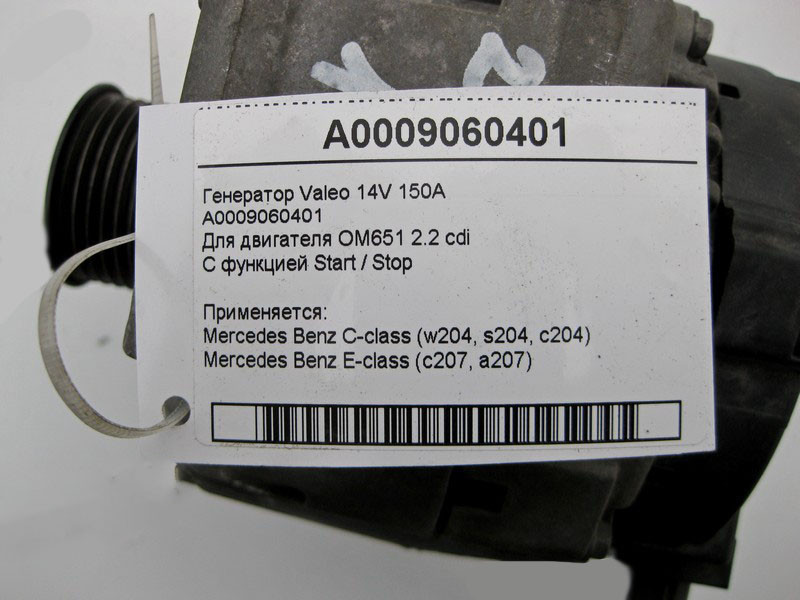 2
A0009060401
Генератор Valeo 14V 150A
A0009060401
Для двигателя OM651 2.2 cdi
С функцией Start / Stop
Применяется:
Mercedes Benz C-class (w204, s204, c204)
Mercedes Benz E-class (c207, a207)